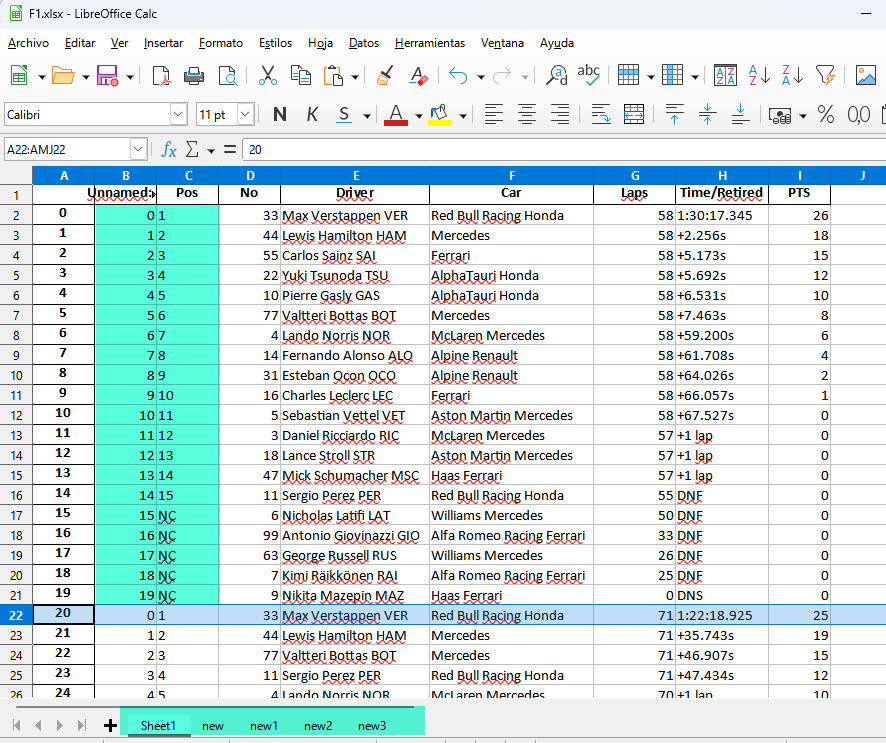 F1.xlsx - LibreOffice Calc
Archivo Editar Ver Insertar Formato Estilos Hoja Datos Herramientas Ventana Ayuda
Calibri 11 pt N K S A % 0,0
A22:AMJ22 fx Σ = 20
A B C D E F G H I J
1 Unnamed: Pos No Driver Car Laps Time/Retired PTS
2 0 0 1 33 Max Verstappen VER Red Bull Racing Honda 58 1:30:17.345 26
3 1 1 2 44 Lewis Hamilton HAM Mercedes 58 +2.256s 18
4 2 2 3 55 Carlos Sainz SAI Ferrari 58 +5.173s 15
5 3 3 4 22 Yuki Tsunoda TSU AlphaTauri Honda 58 +5.692s 12
6 4 4 5 10 Pierre Gasly GAS AlphaTauri Honda 58 +6.531s 10
7 5 5 6 77 Valtteri Bottas BOT Mercedes 58 +7.463s 8
8 6 6 7 4 Lando Norris NOR McLaren Mercedes 58 +59.200s 6
9 7 7 8 14 Fernando Alonso ALO Alpine Renault 58 +61.708s 4
10 8 8 9 31 Esteban Ocon OCO Alpine Renault 58 +64.026s 2
11 9 9 10 16 Charles Leclerc LEC Ferrari 58 +66.057s 1
12 10 10 11 5 Sebastian Vettel VET Aston Martin Mercedes 58 +67.527s 0
13 11 11 12 3 Daniel Ricciardo RIC McLaren Mercedes 57 +1 lap 0
14 12 12 13 18 Lance Stroll STR Aston Martin Mercedes 57 +1 lap 0
15 13 13 14 47 Mick Schumacher MSC Haas Ferrari 57 +1 lap 0
16 14 14 15 11 Sergio Perez PER Red Bull Racing Honda 55 DNF 0
17 15 15 NC 6 Nicholas Latifi LAT Williams Mercedes 50 DNF 0
18 16 16 NC 99 Antonio Giovinazzi GIO Alfa Romeo Racing Ferrari 33 DNF 0
19 17 17 NC 63 George Russell RUS Williams Mercedes 26 DNF 0
20 18 18 NC 7 Kimi Räikkönen RAI Alfa Romeo Racing Ferrari 25 DNF 0
21 19 19 NC 9 Nikita Mazepin MAZ Haas Ferrari 0 DNS 0
22 20 0 1 33 Max Verstappen VER Red Bull Racing Honda 71 1:22:18.925 25
23 21 1 2 44 Lewis Hamilton HAM Mercedes 71 +35.743s 19
24 22 2 3 77 Valtteri Bottas BOT Mercedes 71 +46.907s 15
25 23 3 4 11 Sergio Perez PER Red Bull Racing Honda 71 +47.434s 12
26 24 4 5 4 Lando Norris NOR McLaren Mercedes 70 +1 lap 10
Sheet1 new new1 new2 new3